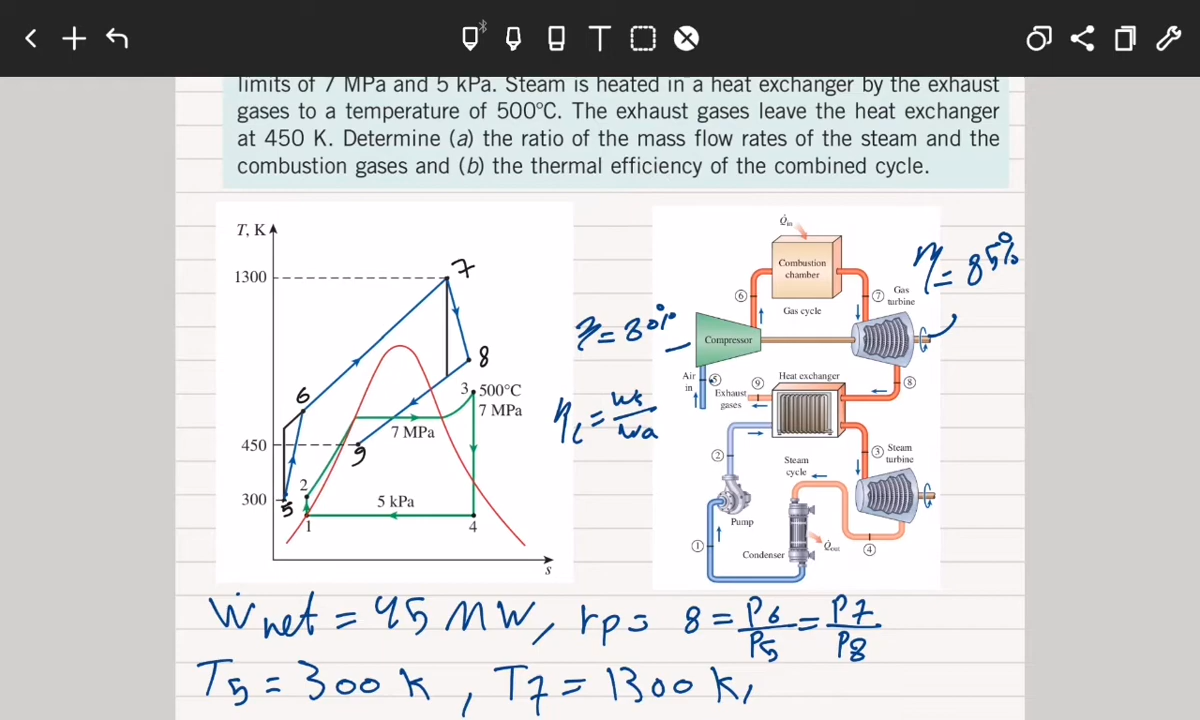 limits of 7 MPa and 5 kPa. Steam is heated in a heat exchanger by the exhaust
gases to a temperature of 500°C. The exhaust gases leave the heat exchanger
at 450 K. Determine (a) the ratio of the mass flow rates of the steam and the
combustion gases and (b) the thermal efficiency of the combined cycle.
T, K
1300
450
300
7
8
6
3
500°C
7 MPa
7 MPa
9
2
5
5 kPa
1
4
s
Q̇in
Combustion
chamber
6
7
Gas
turbine
Gas cycle
Compressor
Air
in
5
Exhaust
gases
9
Heat exchanger
8
2
3
Steam
turbine
Steam
cycle
Pump
1
Condenser
Q̇out
4
η = 85%
η = 80%
ηc = ws/wa
Ẇnet = 45 MW, rp = 8 = P6/P5 = P7/P8
T5 = 300 k, T7 = 1300 k,